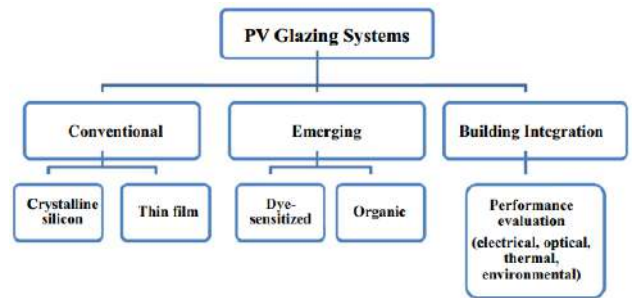 PV Glazing Systems
Conventional
Emerging
Building Integration
Crystalline
silicon
Thin film
Dye-
sensitized
Organic
Performance
evaluation
(electrical, optical,
thermal,
environmental)